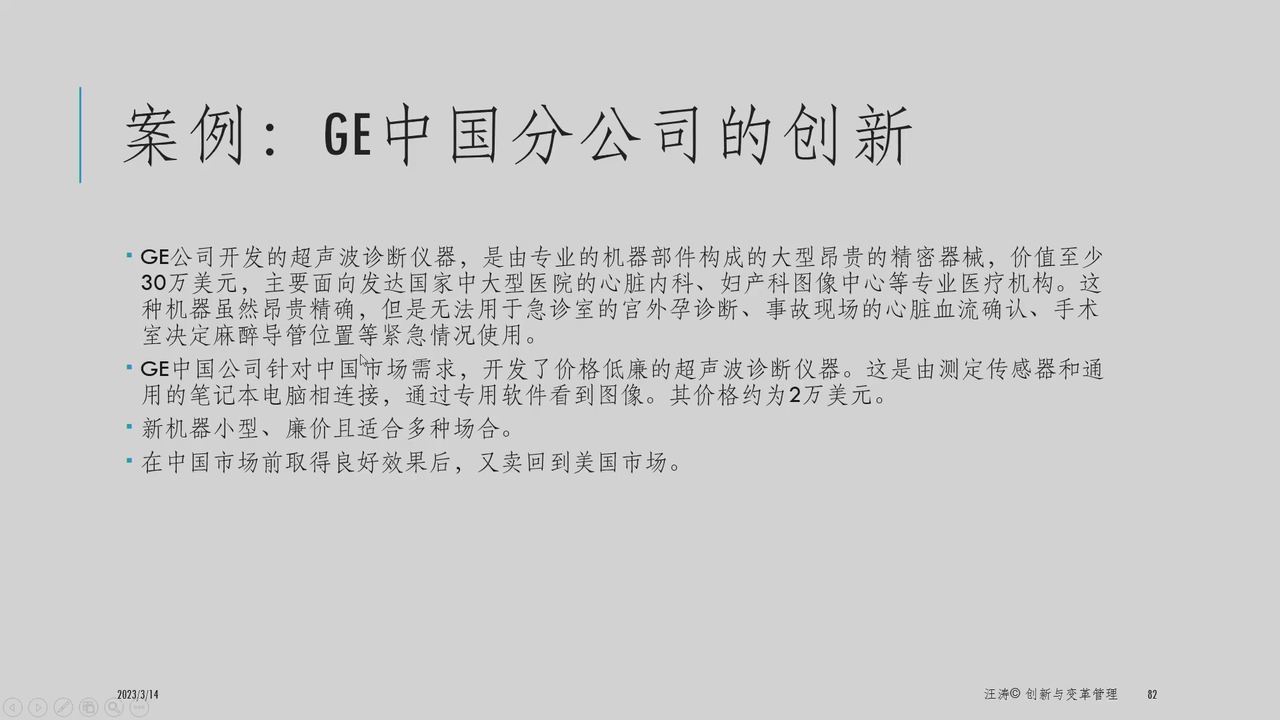 案例：GE中国分公司的创新
▪ GE公司开发的超声波诊断仪器，是由专业的机器部件构成的大型昂贵的精密器械，价值至少
30万美元，主要面向发达国家中大型医院的心脏内科、妇产科图像中心等专业医疗机构。这
种机器虽然昂贵精确，但是无法用于急诊室的宫外孕诊断、事故现场的心脏血流确认、手术
室决定麻醉导管位置等紧急情况使用。
▪ GE中国公司针对中国市场需求，开发了价格低廉的超声波诊断仪器。这是由测定传感器和通
用的笔记本电脑相连接，通过专用软件看到图像。其价格约为2万美元。
▪ 新机器小型、廉价且适合多种场合。
▪ 在中国市场前取得良好效果后，又卖回到美国市场。
2023/3/14
汪涛© 创新与变革管理
82